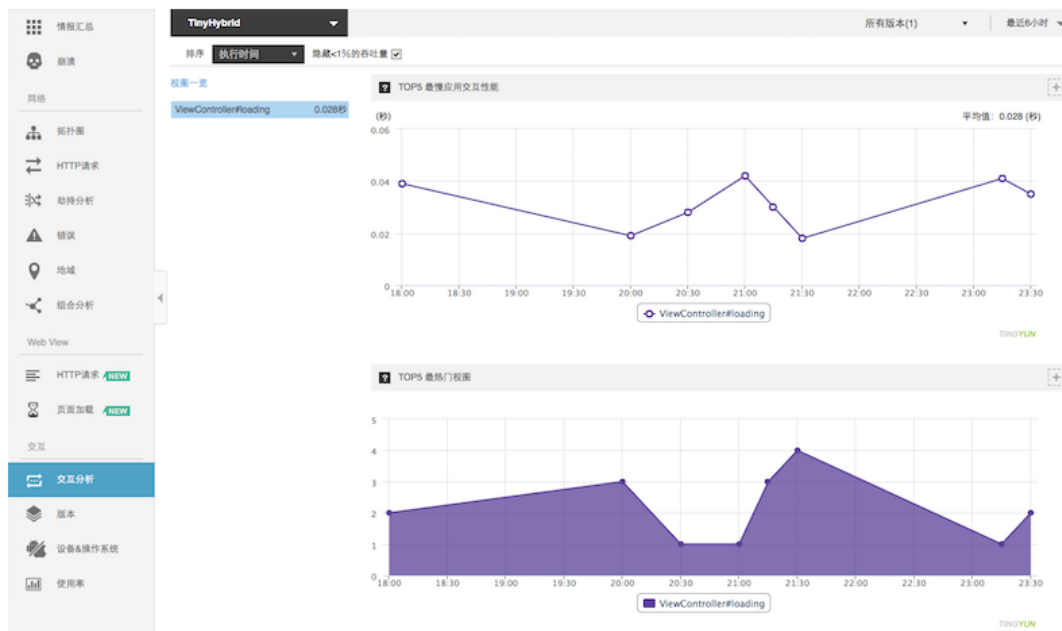 情报汇总
崩溃
网络
拓扑图
HTTP请求
劫持分析
错误
地域
组合分析
Web View
HTTP请求 NEW
页面加载 NEW
交互
交互分析
版本
设备&操作系统
使用率
TinyHybrid
所有版本(1)
最近6小时
排序 执行时间 隐藏<1%的吞吐量
视图一览
ViewController#loading 0.028秒
? TOP5 最慢应用交互性能
(秒) 平均值: 0.028 (秒)
0.06
0.04
0.02
0
18:00 18:30 19:00 19:30 20:00 20:30 21:00 21:30 22:00 22:30 23:00 23:30
ViewController#loading
TINGYUN
? TOP5 最热门视图
5
4
3
2
1
0
18:00 18:30 19:00 19:30 20:00 20:30 21:00 21:30 22:00 22:30 23:00 23:30
ViewController#loading
TINGYUN